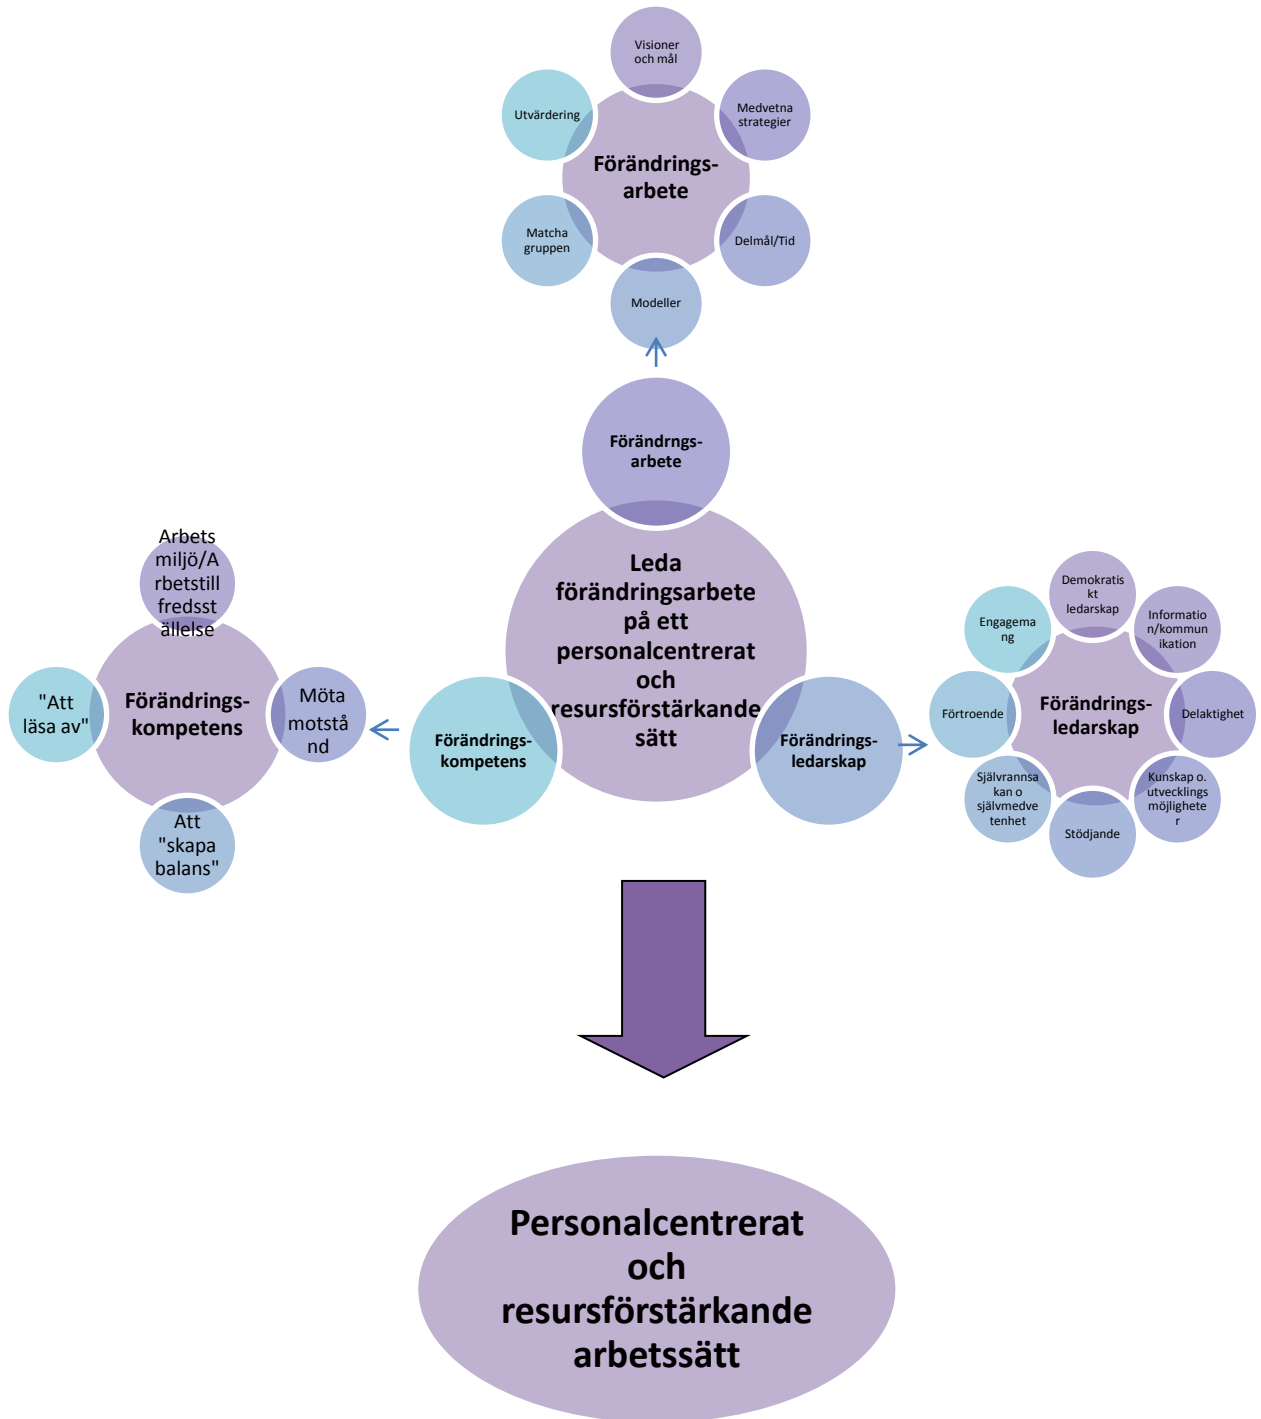 Visioner
och mål
Utvärdering
Medvetna
strategier
Förändrings-
arbete
Matcha
gruppen
Delmål/Tid
Modeller
Förändrngs-
arbete
Leda
förändringsarbete
på ett
personalcentrerat
och
resursförstärkande
sätt
Förändrings-
kompetens
Förändrings-
ledarskap
Arbets
miljö/A
rbetstill
fredsst
ällelse
"Att
läsa av"
Förändrings-
kompetens
Möta
motstå
nd
Att
"skapa
balans"
Demokratis
kt
ledarskap
Engagema
ng
Informatio
n/kommun
ikation
Förtroende
Förändrings-
ledarskap
Delaktighet
Självrannsa
kan o
självmedve
tenhet
Kunskap o.
utvecklings
möjlighete
r
Stödjande
Personalcentrerat
och
resursförstärkande
arbetssätt